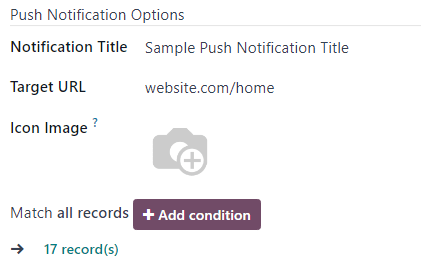 Push Notification Options
Notification Title Sample Push Notification Title
Target URL website.com/home
Icon Image ?
Match all records + Add condition
→ 17 record(s)